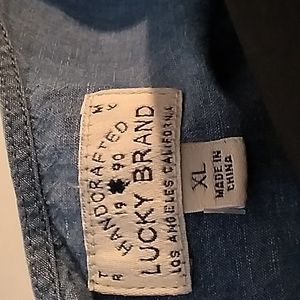 M C
HANDCRAFTED
19 90
LUCKY BRAND
LOS ANGELES CALIFORNIA
T R
XL
MADE IN
CHINA